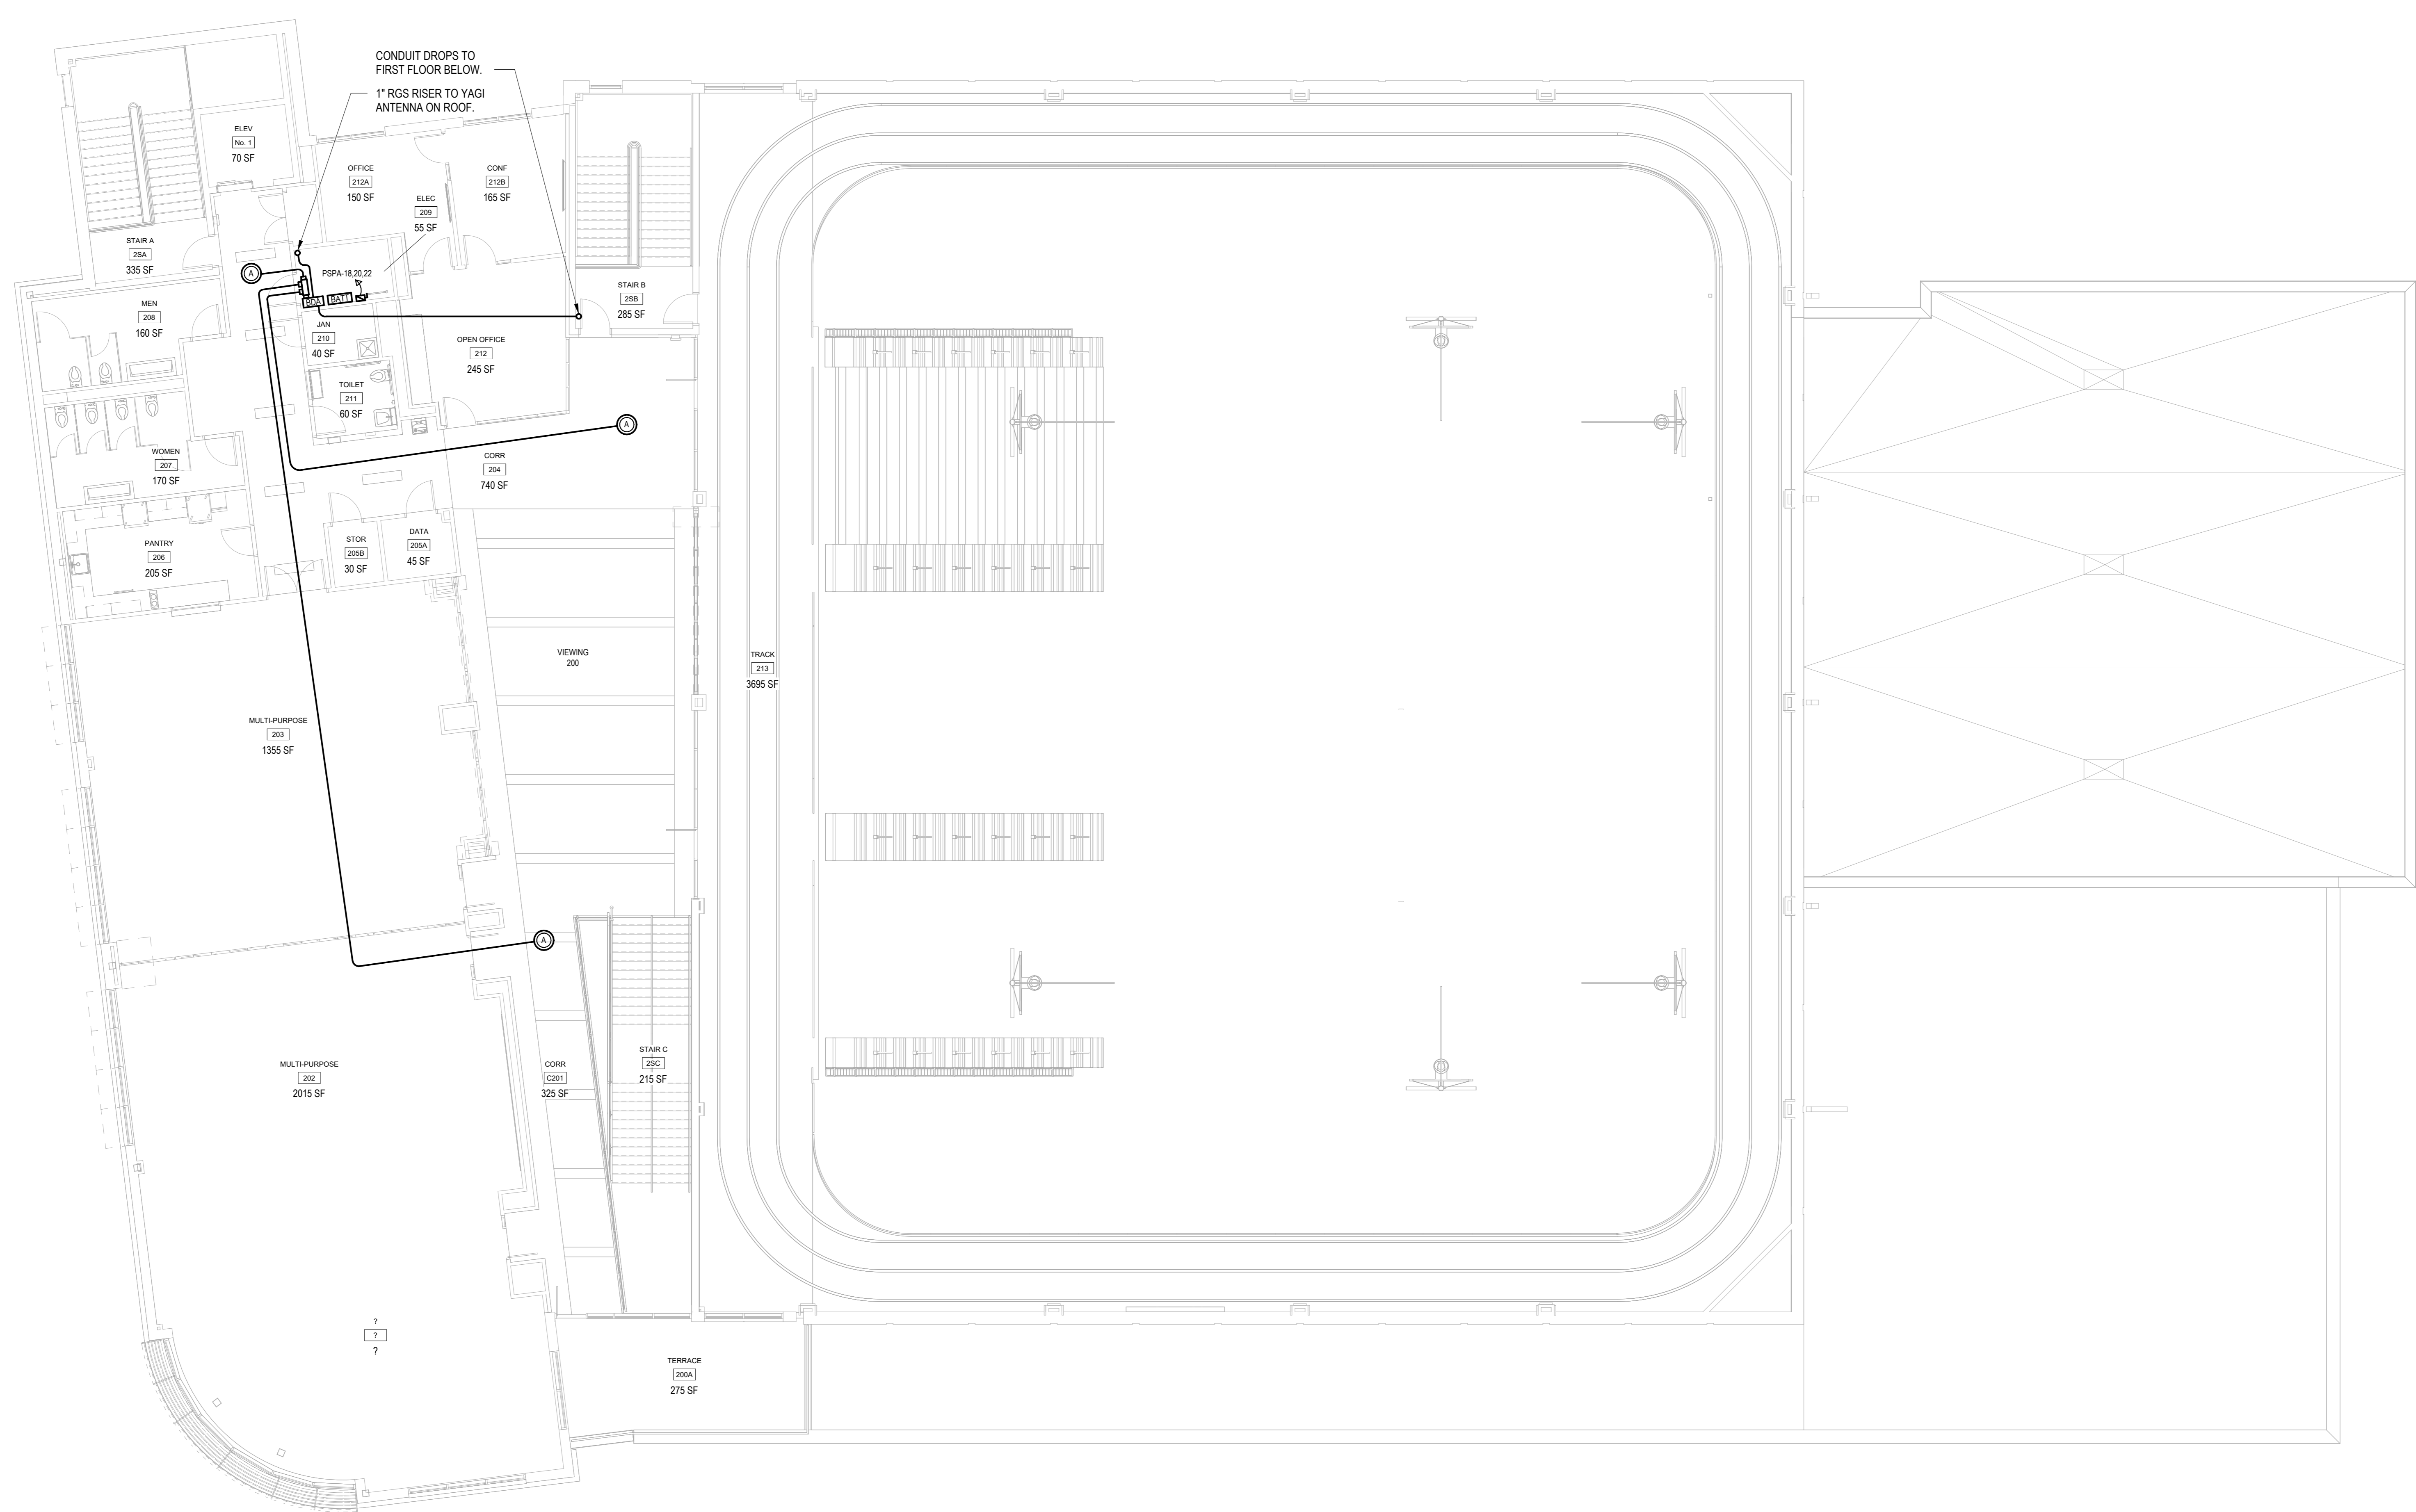 CONDUIT DROPS TO
FIRST FLOOR BELOW.
1" RGS RISER TO YAGI
ANTENNA ON ROOF.
ELEV
No. 1
70 SF
OFFICE
212A
150 SF
CONF
212B
165 SF
ELEC
209
55 SF
STAIR A
2SA
335 SF
A
PSPA-18,20,22
BDA
BATT
STAIR B
2SB
285 SF
MEN
208
160 SF
JAN
210
40 SF
OPEN OFFICE
212
245 SF
TOILET
211
60 SF
A
WOMEN
207
170 SF
CORR
204
740 SF
PANTRY
206
205 SF
STOR
205B
30 SF
DATA
205A
45 SF
VIEWING
200
TRACK
213
3695 SF
MULTI-PURPOSE
203
1355 SF
A
MULTI-PURPOSE
202
2015 SF
CORR
C201
325 SF
STAIR C
2SC
215 SF
?
?
?
TERRACE
200A
275 SF